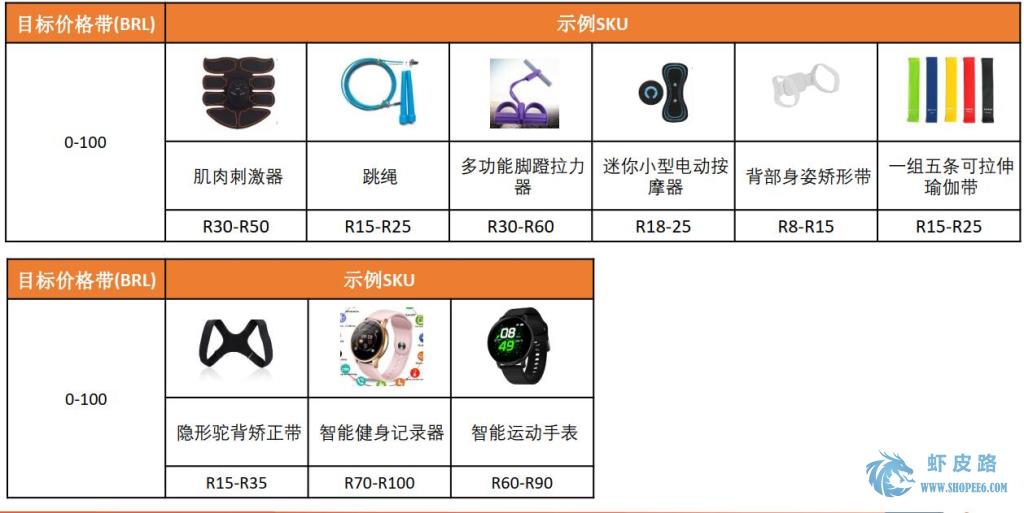 目标价格带(BRL)
示例SKU
0-100
肌肉刺激器
跳绳
多功能脚蹬拉力
器
迷你小型电动按
摩器
背部身姿矫形带
一组五条可拉伸
瑜伽带
R30-R50
R15-R25
R30-R60
R18-25
R8-R15
R15-R25
目标价格带(BRL)
示例SKU
08
49
0-100
隐形驼背矫正带
智能健身记录器
智能运动手表
R15-R35
R70-R100
R60-R90
虾皮路
WWW.SHOPEE6.COM